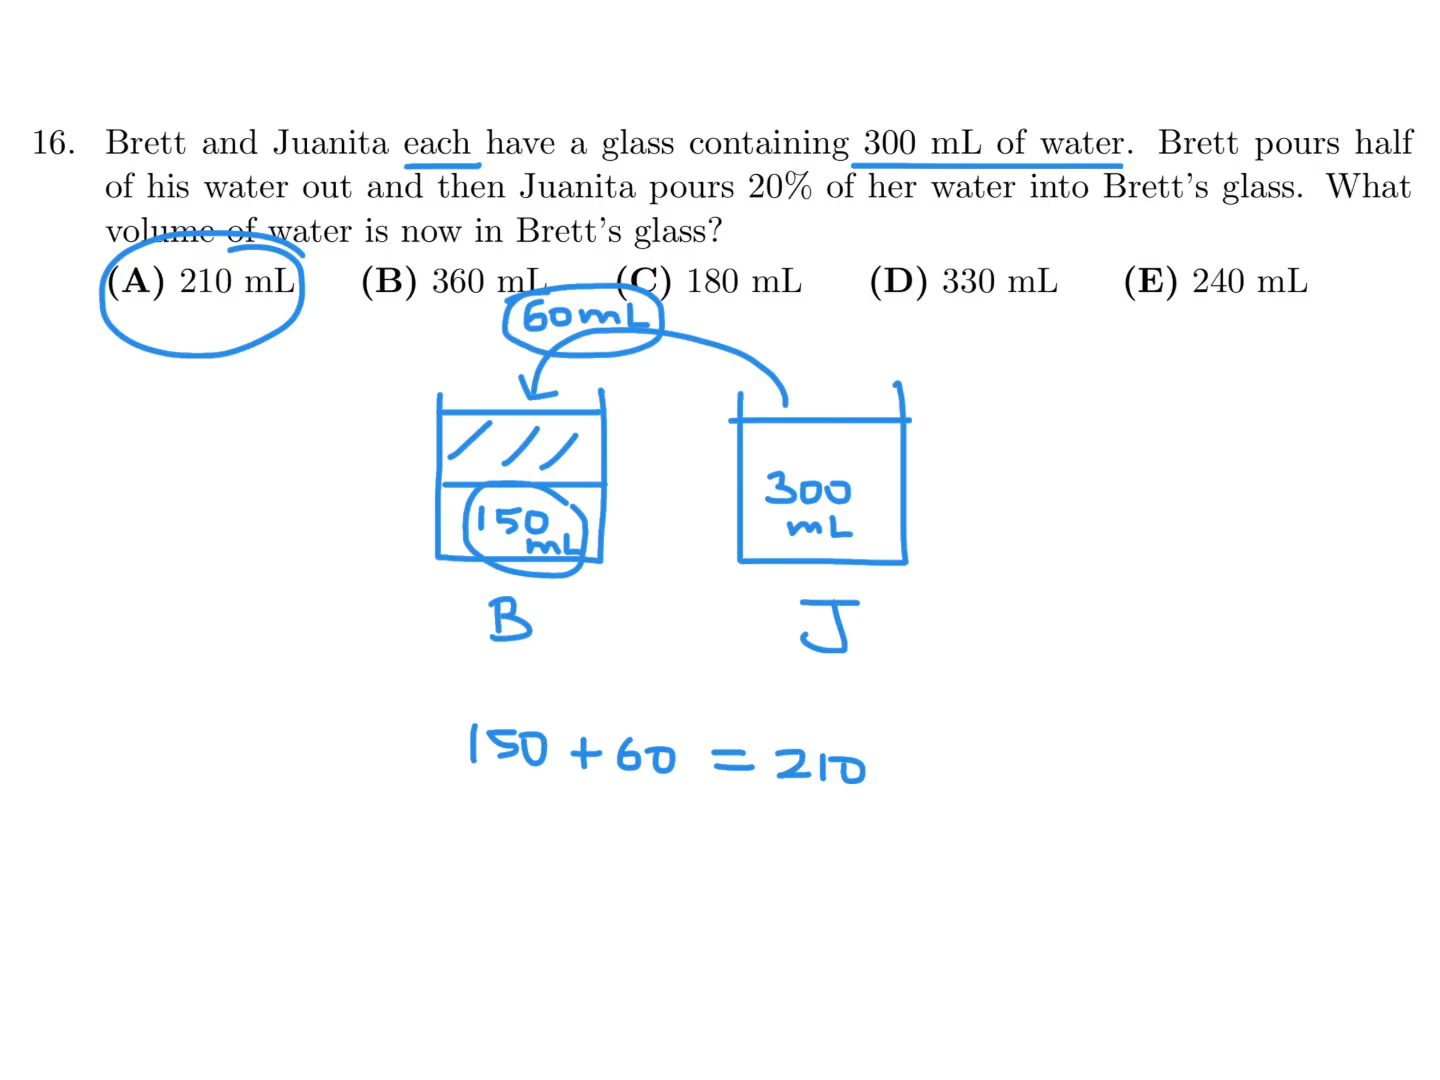 16. Brett and Juanita each have a glass containing 300 mL of water. Brett pours half
of his water out and then Juanita pours 20% of her water into Brett's glass. What
volume of water is now in Brett's glass?
(A) 210 mL (B) 360 mL (C) 180 mL (D) 330 mL (E) 240 mL
60mL
150
mL
300
mL
B
J
150 + 60 = 210